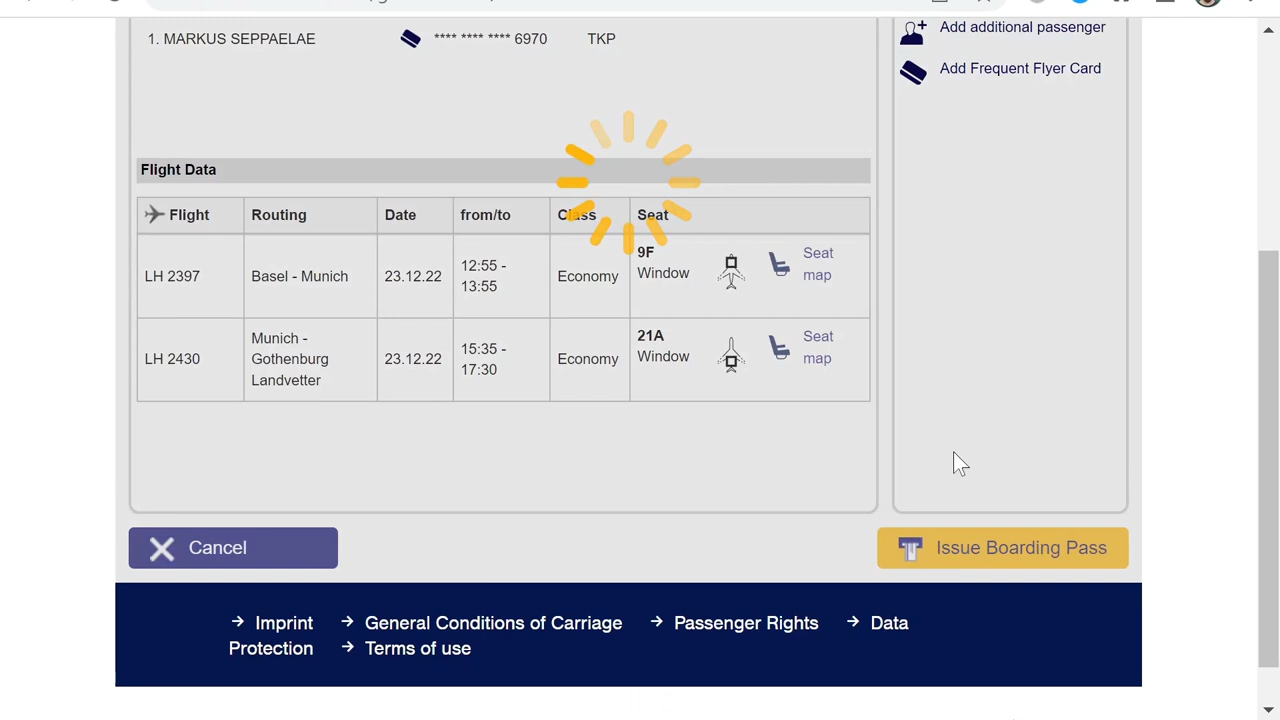 1. MARKUS SEPPAELAE **** **** **** 6970 TKP
Add additional passenger
Add Frequent Flyer Card
Flight Data
Flight Routing Date from/to Class Seat
LH 2397 Basel - Munich 23.12.22 12:55 - 13:55 Economy 9F Window Seat map
LH 2430 Munich - Gothenburg Landvetter 23.12.22 15:35 - 17:30 Economy 21A Window Seat map
Cancel
Issue Boarding Pass
Imprint General Conditions of Carriage Passenger Rights Data
Protection Terms of use